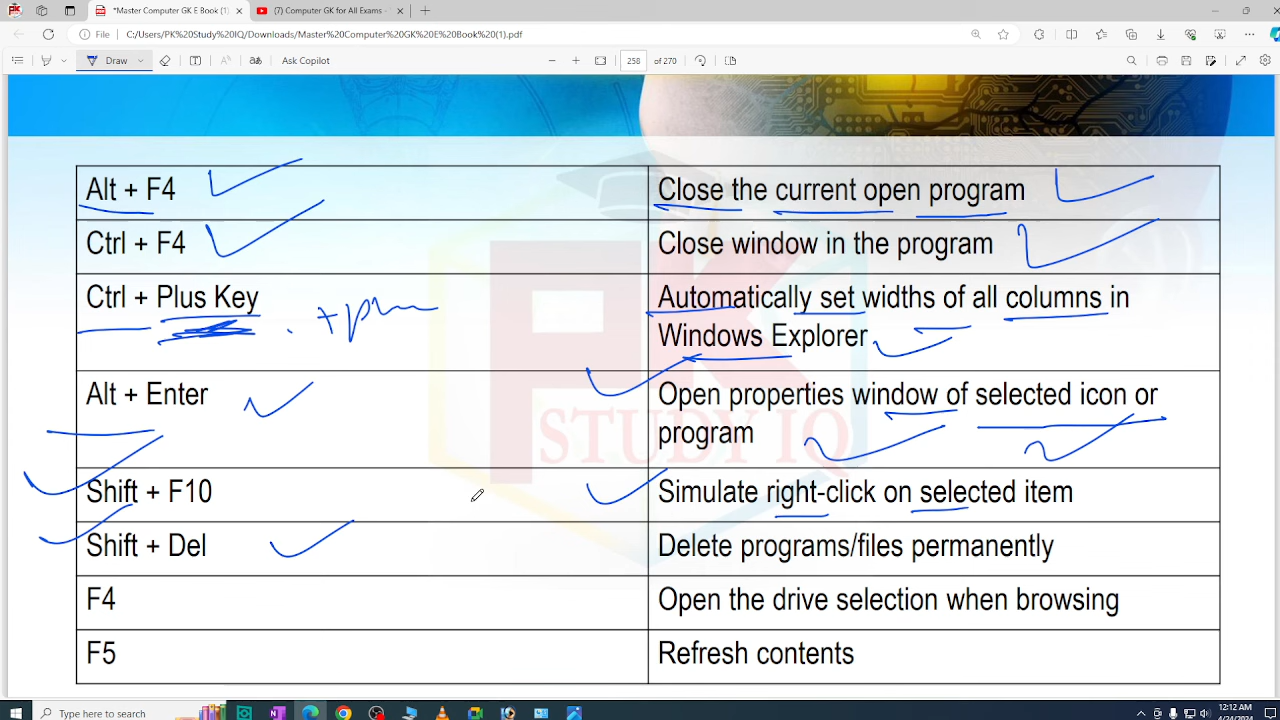 *Master Computer GK E Book (1)
(7) Computer GK for All Exams -
File
C:/Users/PK%20Study%20IQ/Downloads/Master%20Computer%20GK%20E%20Book%20(1).pdf
Draw
Ask Copilot
258 of 270
Alt + F4
Close the current open program
Ctrl + F4
Close window in the program
Ctrl + Plus Key
+ plu
Automatically set widths of all columns in
Windows Explorer
Alt + Enter
Open properties window of selected icon or
program
Shift + F10
Simulate right-click on selected item
Shift + Del
Delete programs/files permanently
F4
Open the drive selection when browsing
F5
Refresh contents
PK
STUDY IQ
Type here to search
12:12 AM
4/24/2024